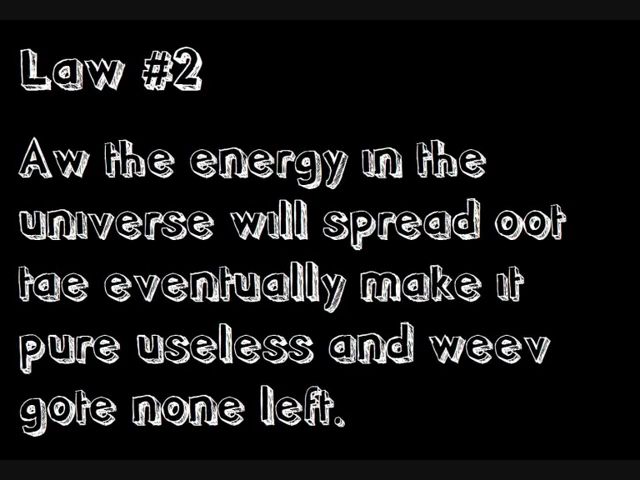 Law #2
Aw the energy in the
universe will spread oot
tae eventually make it
pure useless and weev
gote none left.